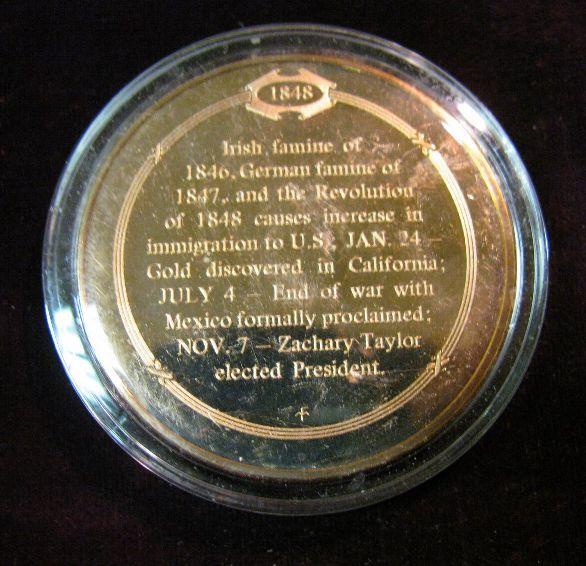 1848
Irish famine of
1846, German famine of
1847, and the Revolution
of 1848 causes increase in
immigration to U.S.; JAN. 24 –
Gold discovered in California;
JULY 4 – End of war with
Mexico formally proclaimed;
NOV. 7 – Zachary Taylor
elected President.